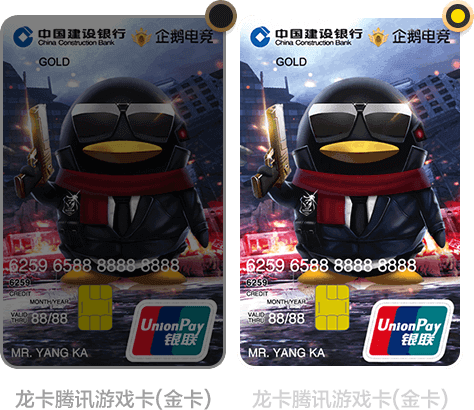 中国建设银行 企鹅电竞
China Construction Bank
GOLD
6259 6588 8888 8888
6259
CREDIT
MONTH/YEAR
VALID THRU 88/88
UnionPay
银联
MR. YANG KA
龙卡腾讯游戏卡(金卡)
中国建设银行 企鹅电竞
China Construction Bank
GOLD
6259 6588 8888 8888
6259
CREDIT
MONTH/YEAR
VALID THRU 88/88
UnionPay
银联
MR. YANG KA
龙卡腾讯游戏卡(金卡)